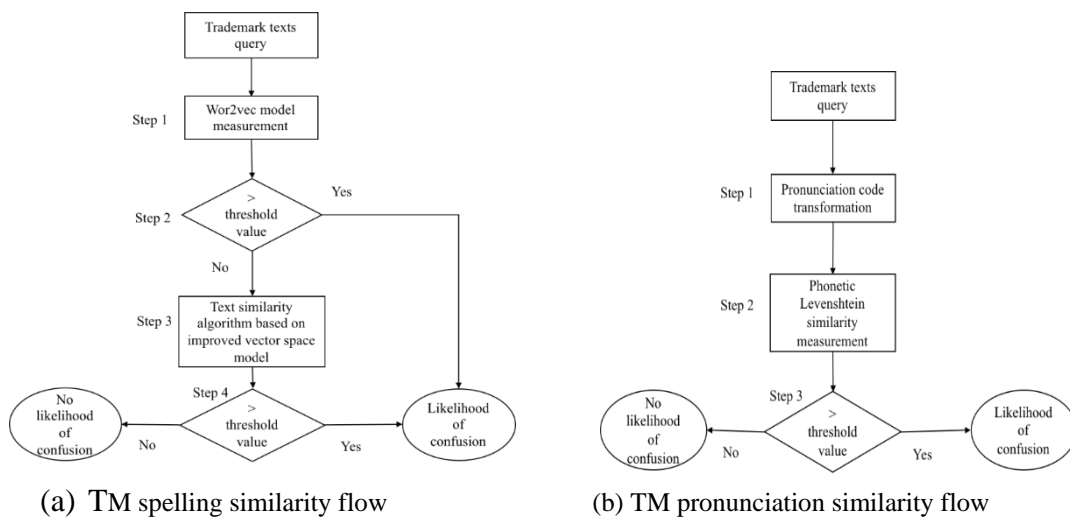 Trademark texts
query
Step 1
Wor2vec model
measurement
Yes
Step 2
>
threshold
value
No
Step 3
Text similarity
algorithm based on
improved vector space
model
Step 4
No
likelihood
of
confusion
No
>
threshold
value
Yes
Likelihood
of
confusion
(a) TM spelling similarity flow
Trademark texts
query
Step 1
Pronunciation code
transformation
Step 2
Phonetic
Levenshtein
similarity
measurement
Step 3
No
likelihood
of
confusion
No
>
threshold
value
Yes
Likelihood
of
confusion
(b) TM pronunciation similarity flow